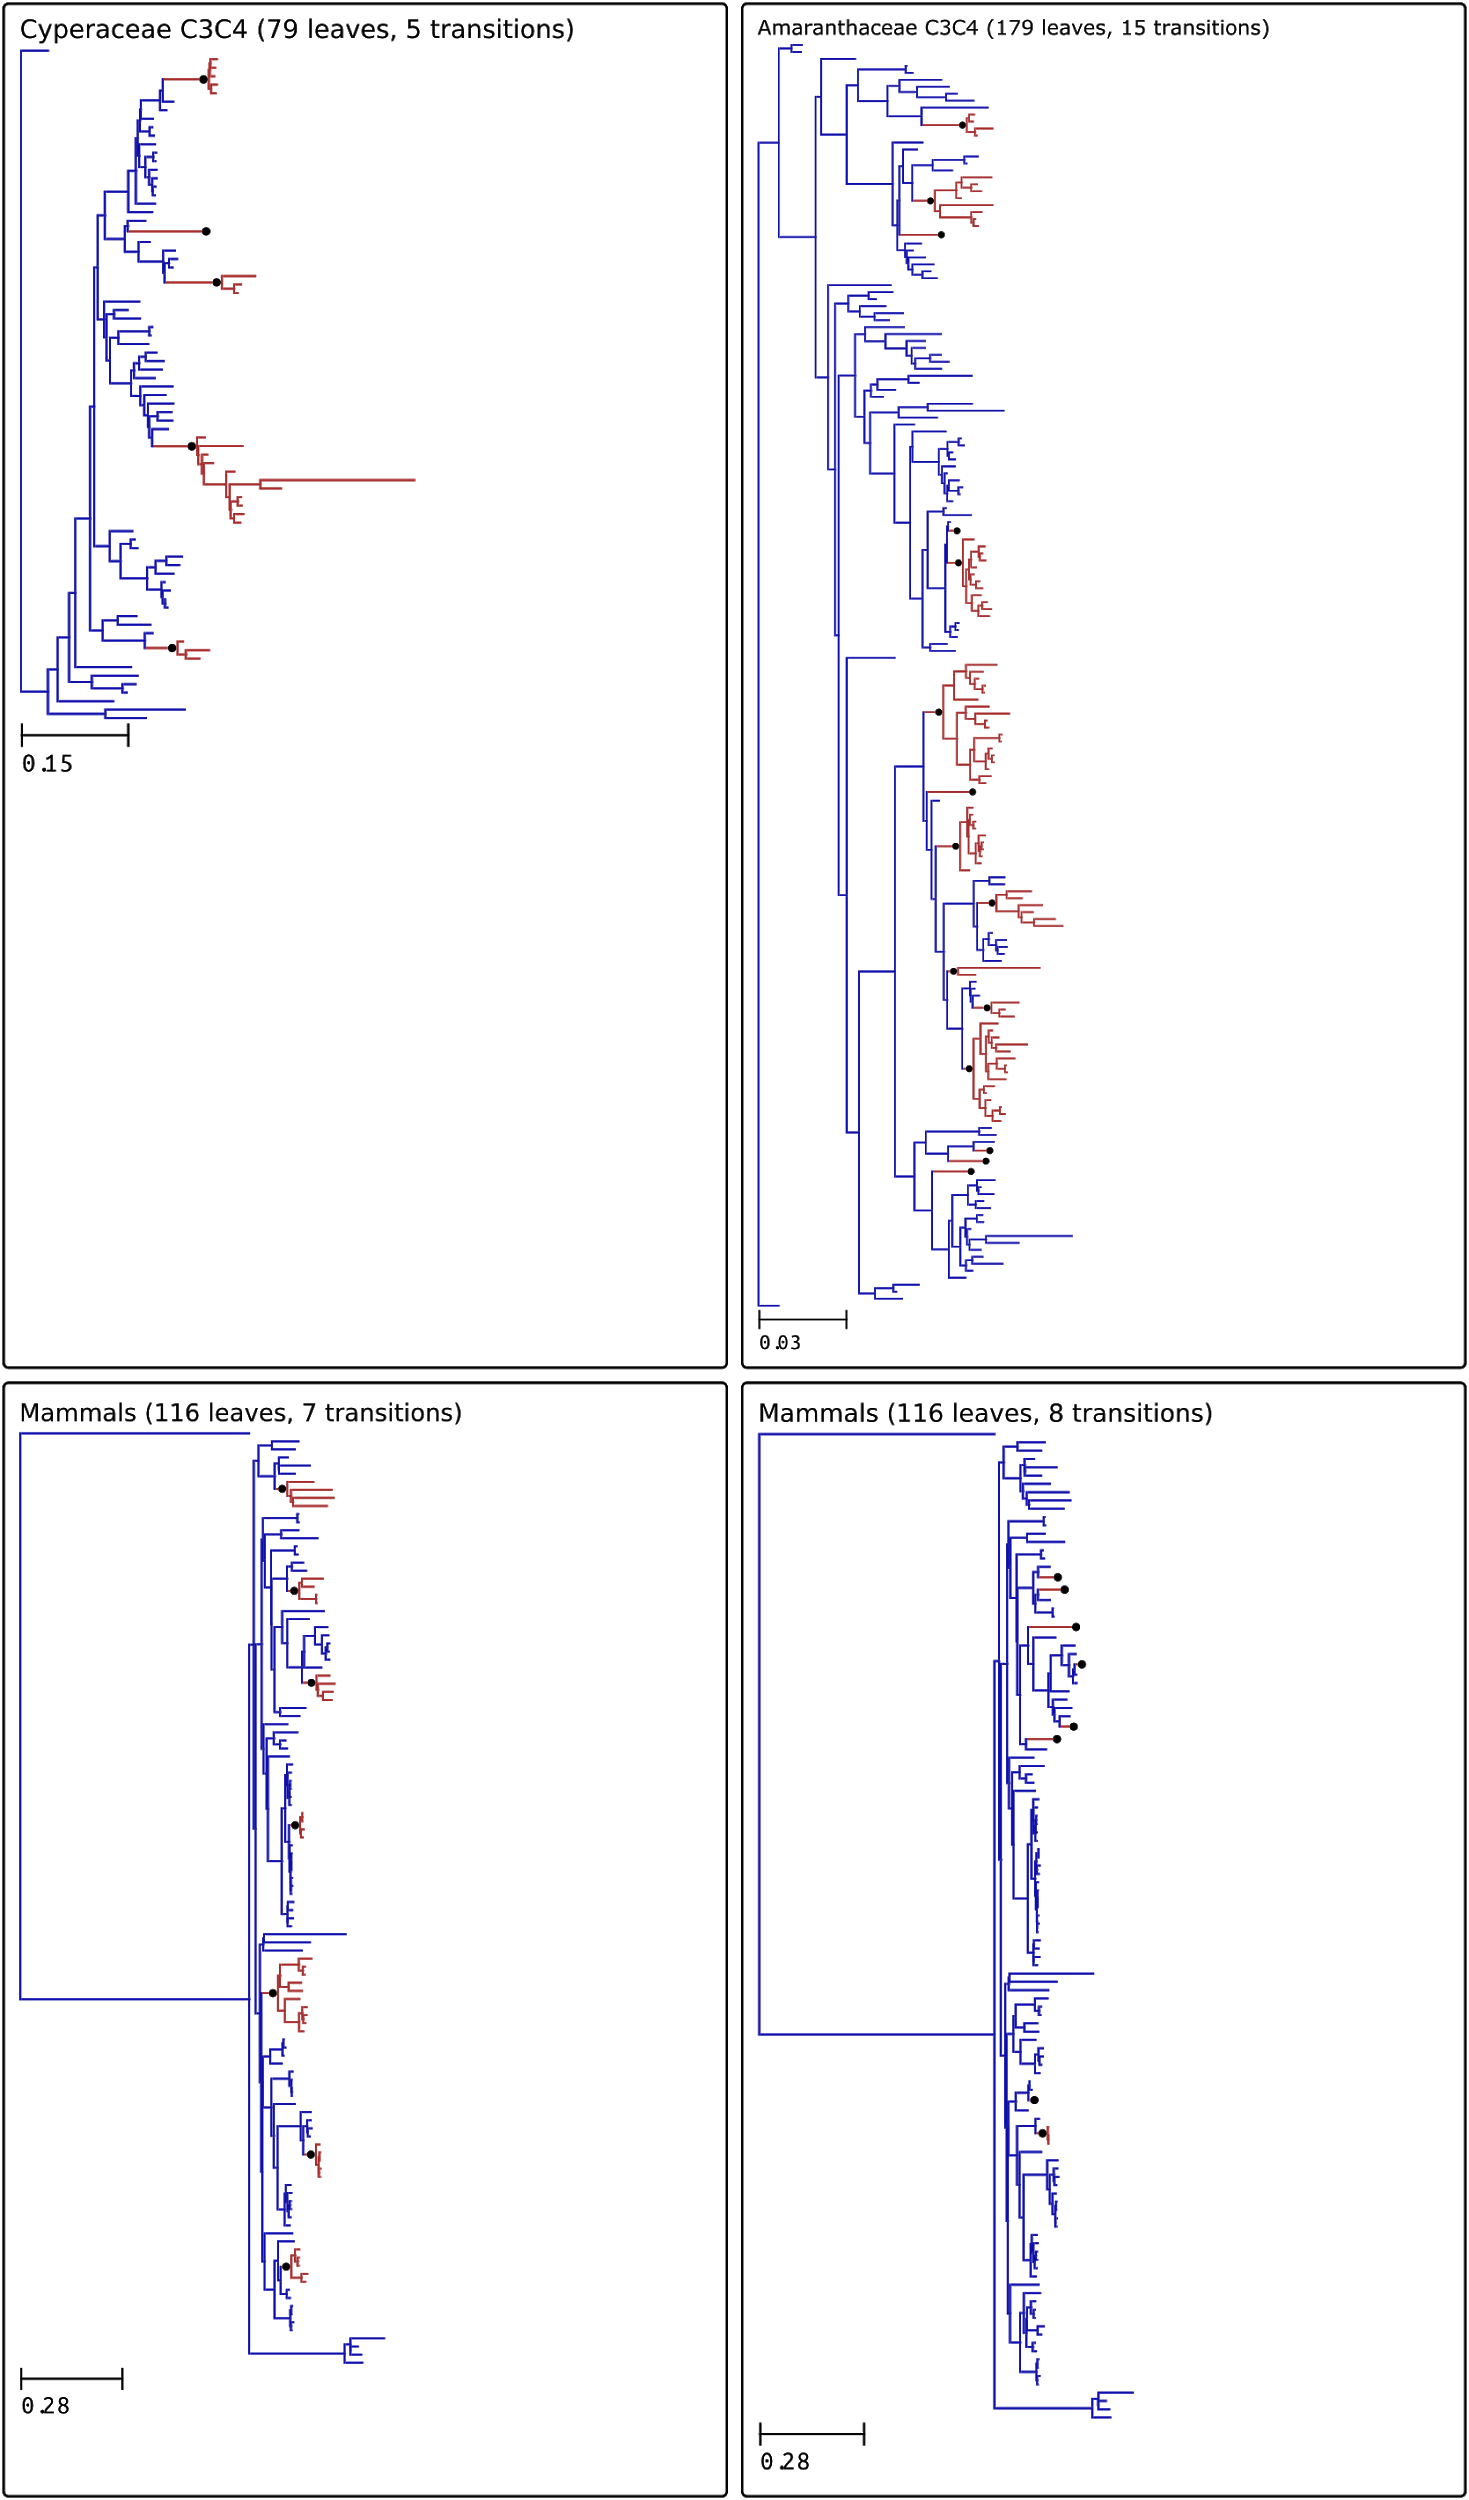 Cyperaceae C3C4 (79 leaves, 5 transitions)
0.15
Amaranthaceae C3C4 (179 leaves, 15 transitions)
0.03
Mammals (116 leaves, 7 transitions)
0.28
Mammals (116 leaves, 8 transitions)
0.28